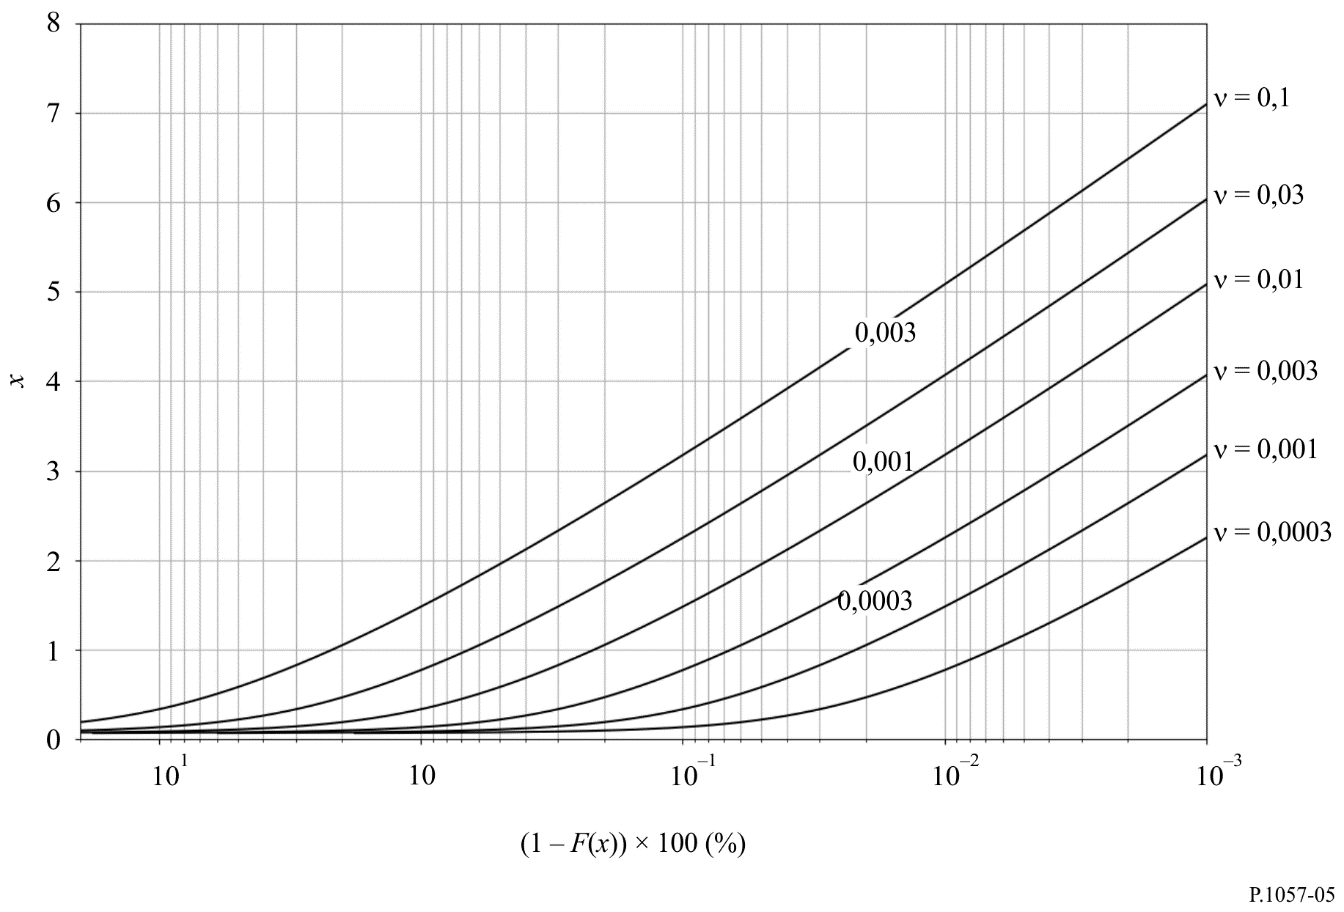 8
ν = 0,1
7
ν = 0,03
6
ν = 0,01
5
0,003
ν = 0,003
x
4
ν = 0,001
3
0,001
ν = 0,0003
2
0,0003
1
0
10¹ 10 10⁻¹ 10⁻² 10⁻³
(1 – F(x)) × 100 (%)
P.1057-05